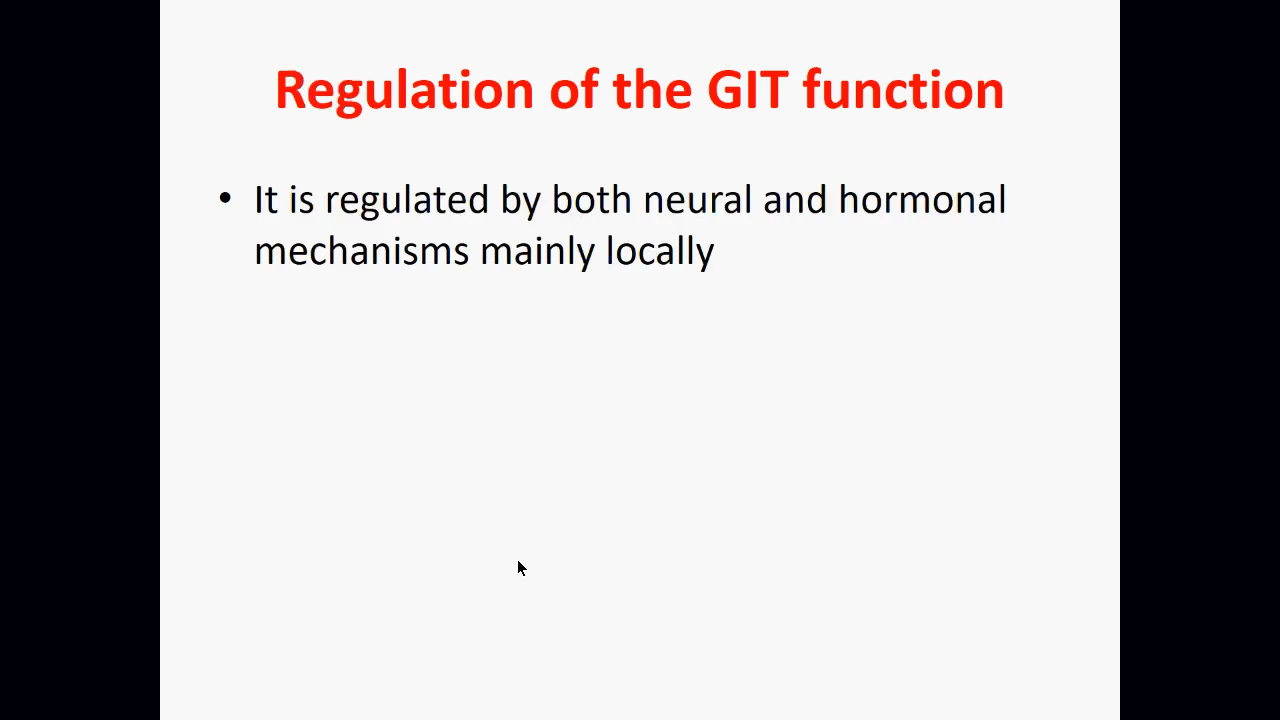 Regulation of the GIT function
• It is regulated by both neural and hormonal
mechanisms mainly locally